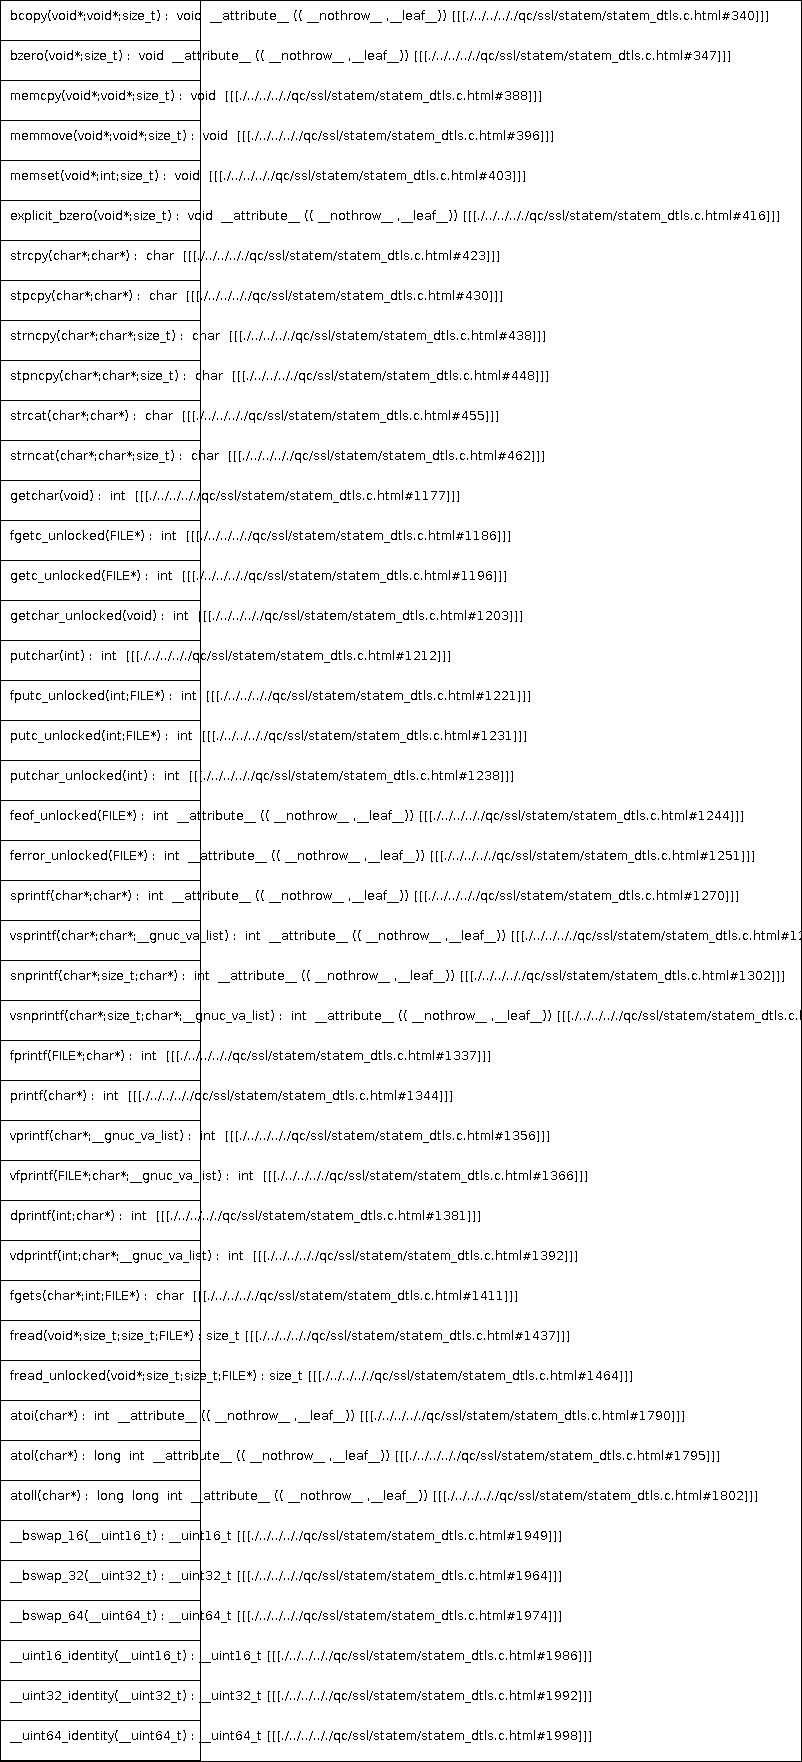 bcopy(void*;void*;size_t) : void __attribute__ (( __nothrow__ ,__leaf__)) [[[./../../../qc/ssl/statem/statem_dtls.c.html#340]]]
bzero(void*;size_t) : void __attribute__ (( __nothrow__ ,__leaf__)) [[[./../../../qc/ssl/statem/statem_dtls.c.html#347]]]
memcpy(void*;void*;size_t) : void [[[./../../../qc/ssl/statem/statem_dtls.c.html#388]]]
memmove(void*;void*;size_t) : void [[[./../../../qc/ssl/statem/statem_dtls.c.html#396]]]
memset(void*;int;size_t) : void [[[./../../../qc/ssl/statem/statem_dtls.c.html#403]]]
explicit_bzero(void*;size_t) : void __attribute__ (( __nothrow__ ,__leaf__)) [[[./../../../qc/ssl/statem/statem_dtls.c.html#416]]]
strcpy(char*;char*) : char [[[./../../../qc/ssl/statem/statem_dtls.c.html#423]]]
stpcpy(char*;char*) : char [[[./../../../qc/ssl/statem/statem_dtls.c.html#430]]]
strncpy(char*;char*;size_t) : char [[[./../../../qc/ssl/statem/statem_dtls.c.html#438]]]
stpncpy(char*;char*;size_t) : char [[[./../../../qc/ssl/statem/statem_dtls.c.html#448]]]
strcat(char*;char*) : char [[[./../../../qc/ssl/statem/statem_dtls.c.html#455]]]
strncat(char*;char*;size_t) : char [[[./../../../qc/ssl/statem/statem_dtls.c.html#462]]]
getchar(void) : int [[[./../../../qc/ssl/statem/statem_dtls.c.html#1177]]]
fgetc_unlocked(FILE*) : int [[[./../../../qc/ssl/statem/statem_dtls.c.html#1186]]]
getc_unlocked(FILE*) : int [[[./../../../qc/ssl/statem/statem_dtls.c.html#1196]]]
getchar_unlocked(void) : int [[[./../../../qc/ssl/statem/statem_dtls.c.html#1203]]]
putchar(int) : int [[[./../../../qc/ssl/statem/statem_dtls.c.html#1212]]]
fputc_unlocked(int;FILE*) : int [[[./../../../qc/ssl/statem/statem_dtls.c.html#1221]]]
putc_unlocked(int;FILE*) : int [[[./../../../qc/ssl/statem/statem_dtls.c.html#1231]]]
putchar_unlocked(int) : int [[[./../../../qc/ssl/statem/statem_dtls.c.html#1238]]]
feof_unlocked(FILE*) : int __attribute__ (( __nothrow__ ,__leaf__)) [[[./../../../qc/ssl/statem/statem_dtls.c.html#1244]]]
ferror_unlocked(FILE*) : int __attribute__ (( __nothrow__ ,__leaf__)) [[[./../../../qc/ssl/statem/statem_dtls.c.html#1251]]]
sprintf(char*;char*) : int __attribute__ (( __nothrow__ ,__leaf__)) [[[./../../../qc/ssl/statem/statem_dtls.c.html#1270]]]
vsprintf(char*;char*;__gnuc_va_list) : int __attribute__ (( __nothrow__ ,__leaf__)) [[[./../../../qc/ssl/statem/statem_dtls.c.html#12
snprintf(char*;size_t;char*) : int __attribute__ (( __nothrow__ ,__leaf__)) [[[./../../../qc/ssl/statem/statem_dtls.c.html#1302]]]
vsnprintf(char*;size_t;char*;__gnuc_va_list) : int __attribute__ (( __nothrow__ ,__leaf__)) [[[./../../../qc/ssl/statem/statem_dtls.c.
fprintf(FILE*;char*) : int [[[./../../../qc/ssl/statem/statem_dtls.c.html#1337]]]
printf(char*) : int [[[./../../../qc/ssl/statem/statem_dtls.c.html#1344]]]
vprintf(char*;__gnuc_va_list) : int [[[./../../../qc/ssl/statem/statem_dtls.c.html#1356]]]
vfprintf(FILE*;char*;__gnuc_va_list) : int [[[./../../../qc/ssl/statem/statem_dtls.c.html#1366]]]
dprintf(int;char*) : int [[[./../../../qc/ssl/statem/statem_dtls.c.html#1381]]]
vdprintf(int;char*;__gnuc_va_list) : int [[[./../../../qc/ssl/statem/statem_dtls.c.html#1392]]]
fgets(char*;int;FILE*) : char [[[./../../../qc/ssl/statem/statem_dtls.c.html#1411]]]
fread(void*;size_t;size_t;FILE*) : size_t [[[./../../../qc/ssl/statem/statem_dtls.c.html#1437]]]
fread_unlocked(void*;size_t;size_t;FILE*) : size_t [[[./../../../qc/ssl/statem/statem_dtls.c.html#1464]]]
atoi(char*) : int __attribute__ (( __nothrow__ ,__leaf__)) [[[./../../../qc/ssl/statem/statem_dtls.c.html#1790]]]
atol(char*) : long int __attribute__ (( __nothrow__ ,__leaf__)) [[[./../../../qc/ssl/statem/statem_dtls.c.html#1795]]]
atoll(char*) : long long int __attribute__ (( __nothrow__ ,__leaf__)) [[[./../../../qc/ssl/statem/statem_dtls.c.html#1802]]]
__bswap_16(__uint16_t) : __uint16_t [[[./../../../qc/ssl/statem/statem_dtls.c.html#1949]]]
__bswap_32(__uint32_t) : __uint32_t [[[./../../../qc/ssl/statem/statem_dtls.c.html#1964]]]
__bswap_64(__uint64_t) : __uint64_t [[[./../../../qc/ssl/statem/statem_dtls.c.html#1974]]]
__uint16_identity(__uint16_t) : __uint16_t [[[./../../../qc/ssl/statem/statem_dtls.c.html#1986]]]
__uint32_identity(__uint32_t) : __uint32_t [[[./../../../qc/ssl/statem/statem_dtls.c.html#1992]]]
__uint64_identity(__uint64_t) : __uint64_t [[[./../../../qc/ssl/statem/statem_dtls.c.html#1998]]]